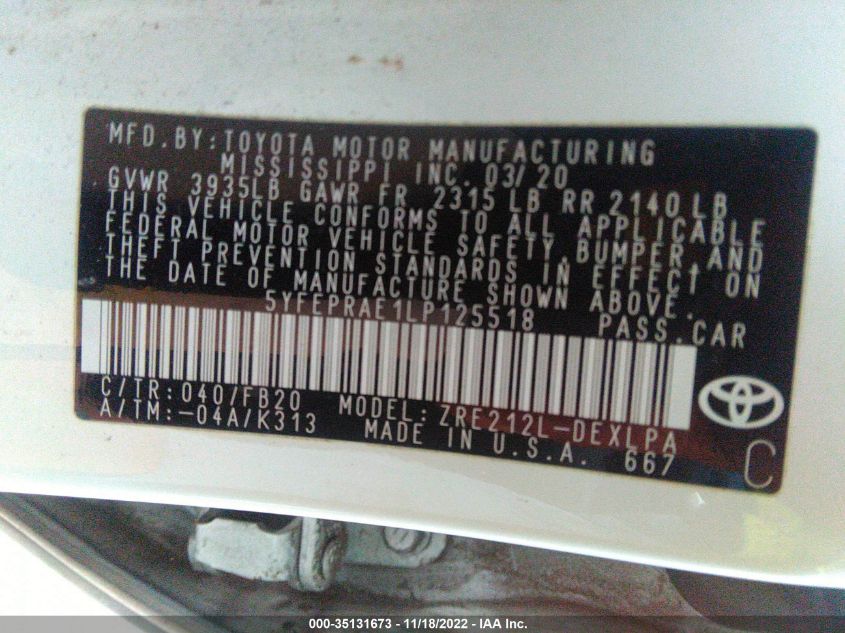 MFD.BY:TOYOTA MOTOR MANUFACTURING
MISSISSIPPI INC. 03/20
GVWR 3935LB GAWR FR 2315 LB RR 2140 LB
THIS VEHICLE CONFORMS TO ALL APPLICABLE
FEDERAL MOTOR VEHICLE SAFETY, BUMPER, AND
THEFT PREVENTION STANDARDS IN EFFECT ON
THE DATE OF MANUFACTURE SHOWN ABOVE.
5YFEPRAE1LP125518 PASS.CAR
C/TR:040/FB20 MODEL: ZRE212L-DEXLPA
A/TM:-04A/K313 MADE IN U.S.A. 667
C
000-35131673 - 11/18/2022 - IAA Inc.